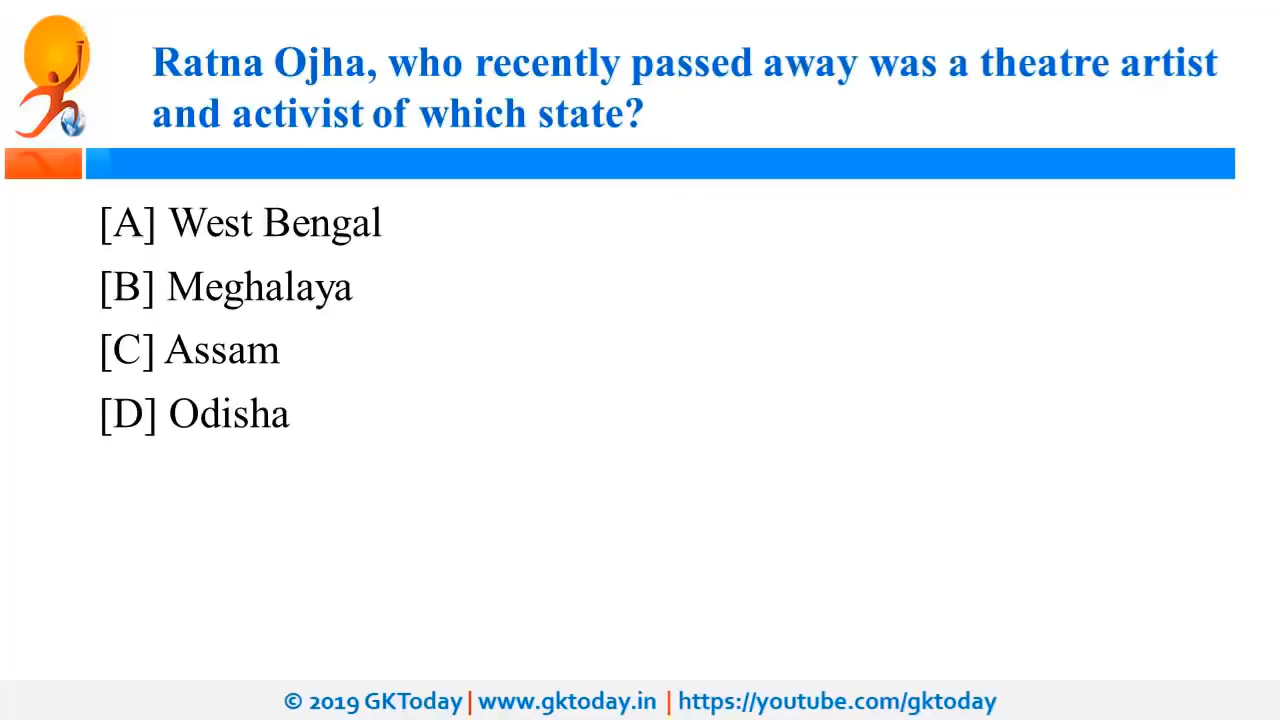 Ratna Ojha, who recently passed away was a theatre artist
and activist of which state?
[A] West Bengal
[B] Meghalaya
[C] Assam
[D] Odisha
© 2019 GKToday | www.gktoday.in | https://youtube.com/gktoday